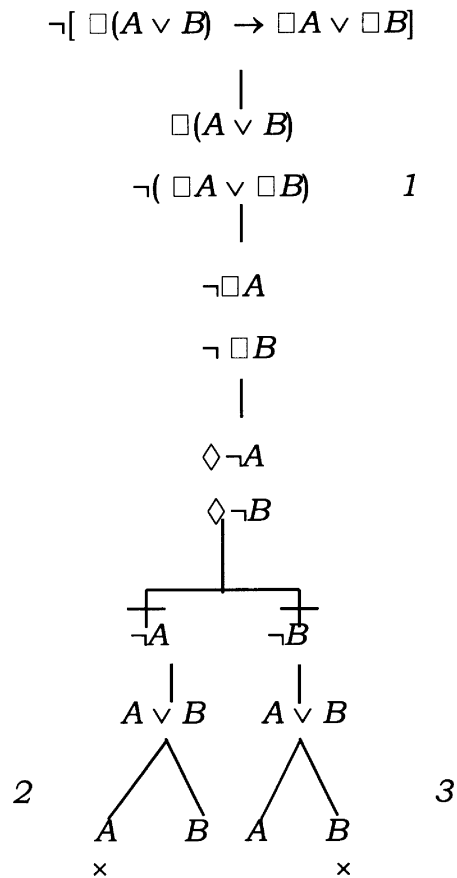 ¬[ □(A ∨ B) → □A ∨ □B]
□(A ∨ B)
¬( □A ∨ □B) 1
¬□A
¬ □B
◊¬A
◊¬B
¬A ¬B
A ∨ B A ∨ B
2 A B A B 3
× ×